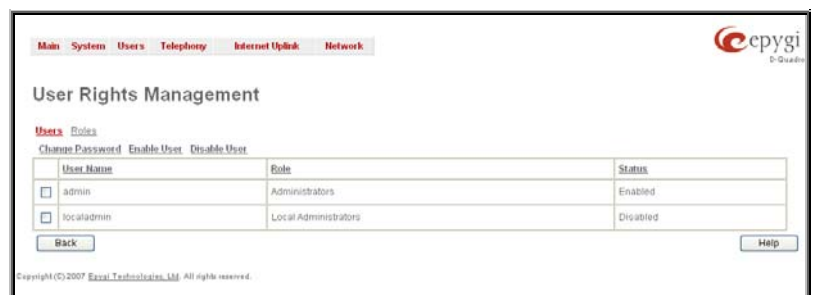 Main System Users Telephony Internet Uplink Network
epygi
D-Quadro
User Rights Management
Users Roles
Change Password Enable User Disable User
User Name Role Status
admin Administrators Enabled
localadmin Local Administrators Disabled
Back Help
Copyright (C) 2007 Epygi Technologies, Ltd. All rights reserved.